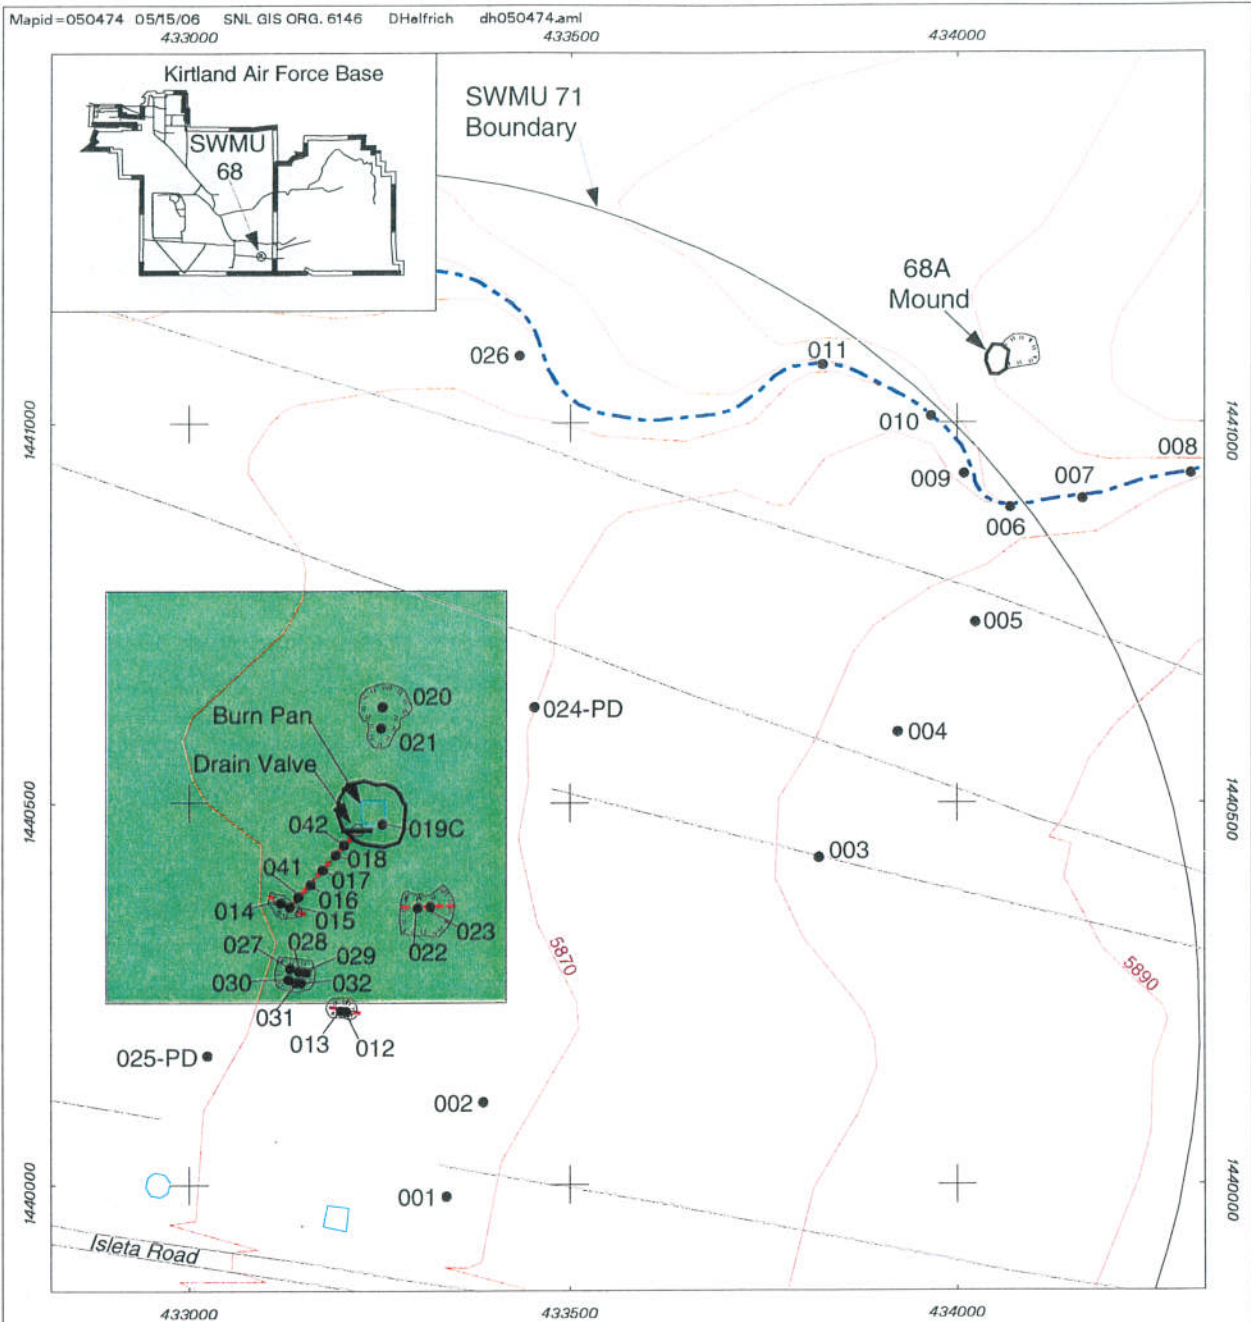 Mapid=050474 05/15/06 SNL GIS ORG. 6146 DHelfrich dh050474.aml
433000 433500 434000
Kirtland Air Force Base
SWMU
68
SWMU 71
Boundary
68A
Mound
011
026
010
1441000
1441000
008
009
007
006
005
020
024-PD
Burn Pan
021
004
Drain Valve
1440500
1440500
042
019C
018
003
041
017
016
014
015
023
028
022
027
029
5870
5890
030
032
031
013
012
025-PD
002
1440000
1440000
001
Isleta Road
433000 433500 434000